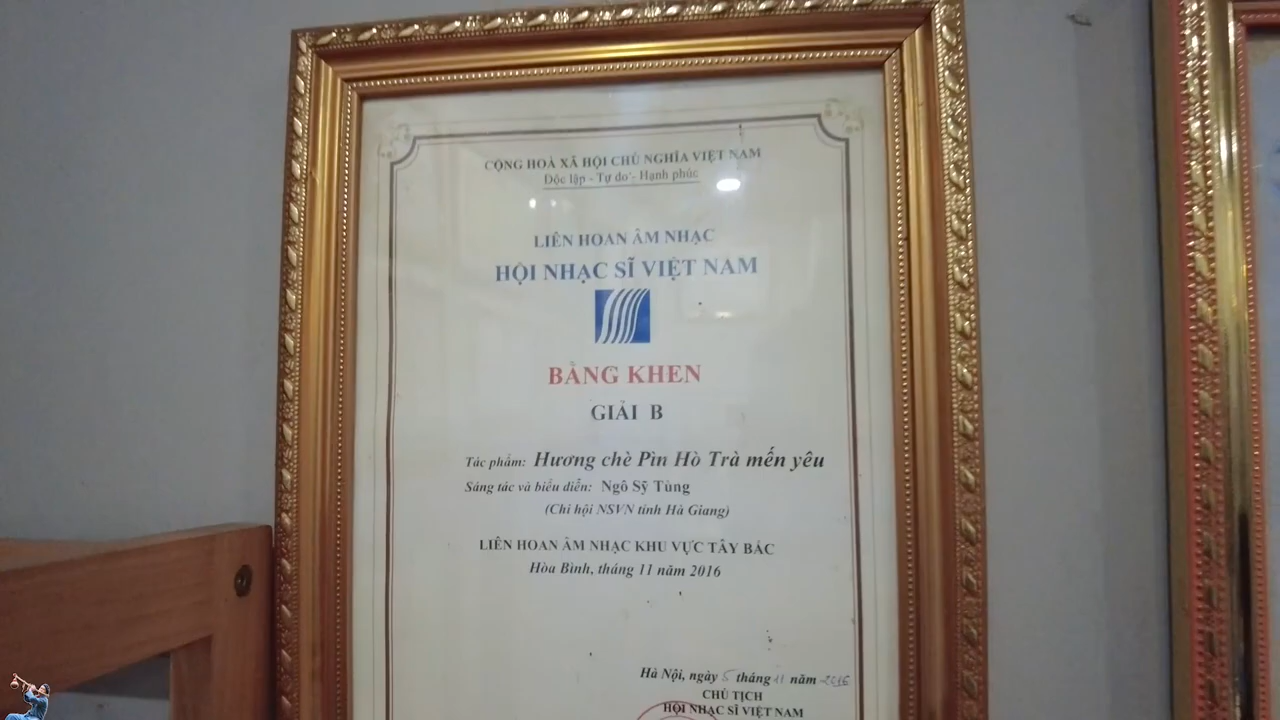 CỘNG HOÀ XÃ HỘI CHỦ NGHĨA VIỆT NAM
Độc lập - Tự do - Hạnh phúc
LIÊN HOAN ÂM NHẠC
HỘI NHẠC SĨ VIỆT NAM
BẰNG KHEN
GIẢI B
Tác phẩm: Hương chè Pìn Hò Trà mến yêu
Sáng tác và biểu diễn: Ngô Sỹ Tùng
(Chi hội NSVN tỉnh Hà Giang)
LIÊN HOAN ÂM NHẠC KHU VỰC TÂY BẮC
Hòa Bình, tháng 11 năm 2016
Hà Nội, ngày 5 tháng 11 năm 2016
CHỦ TỊCH
HỘI NHẠC SĨ VIỆT NAM